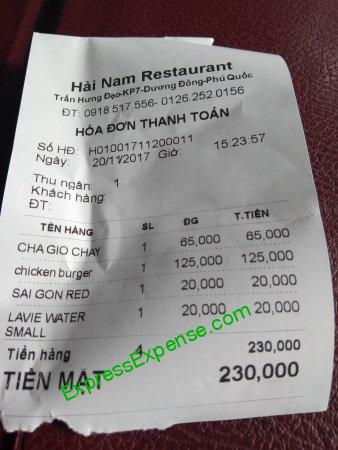 Hải Nam Restaurant
Trần Hưng Đạo-KP7-Dương Đông-Phú Quốc
ĐT: 0918.517.556- 0126.252.0156
HÓA ĐƠN THANH TOÁN
Số HĐ: H01001711200011
Ngày: 20/11/2017 Giờ: 15:23:57
Thu ngân: 1
Khách hàng:
ĐT:
TÊN HÀNG SL ĐG T.TIỀN
CHA GIO CHAY 1 65,000 65,000
chicken burger 1 125,000 125,000
SAI GON RED 1 20,000 20,000
LAVIE WATER SMALL 1 20,000 20,000
Tiền hàng 4 230,000
TIỀN MẶT 230,000
ExpressExpense.com